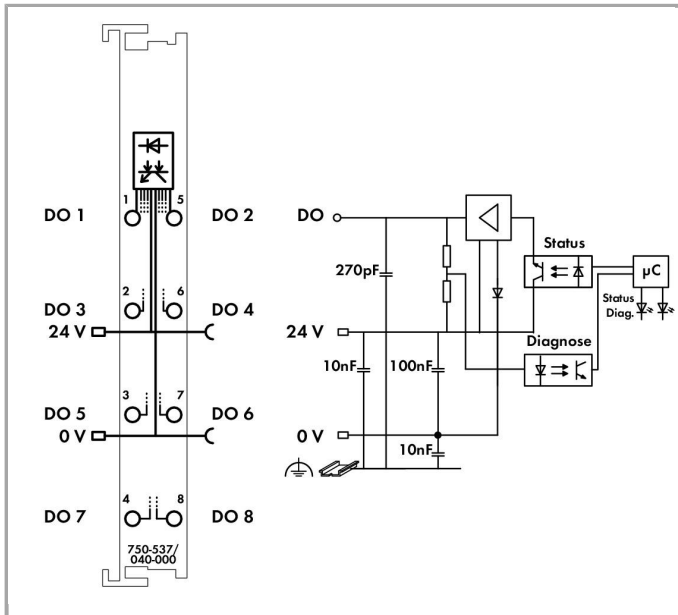 1 5
DO 1 DO 2 DO
Status
270pF
µC
2 6
DO 3 DO 4
Status
Diag.
24 V 24 V
Diagnose
10nF 100nF
3 7
DO 5 DO 6
0 V 0 V
10nF
4 8
DO 7 DO 8
750-537/
040-000